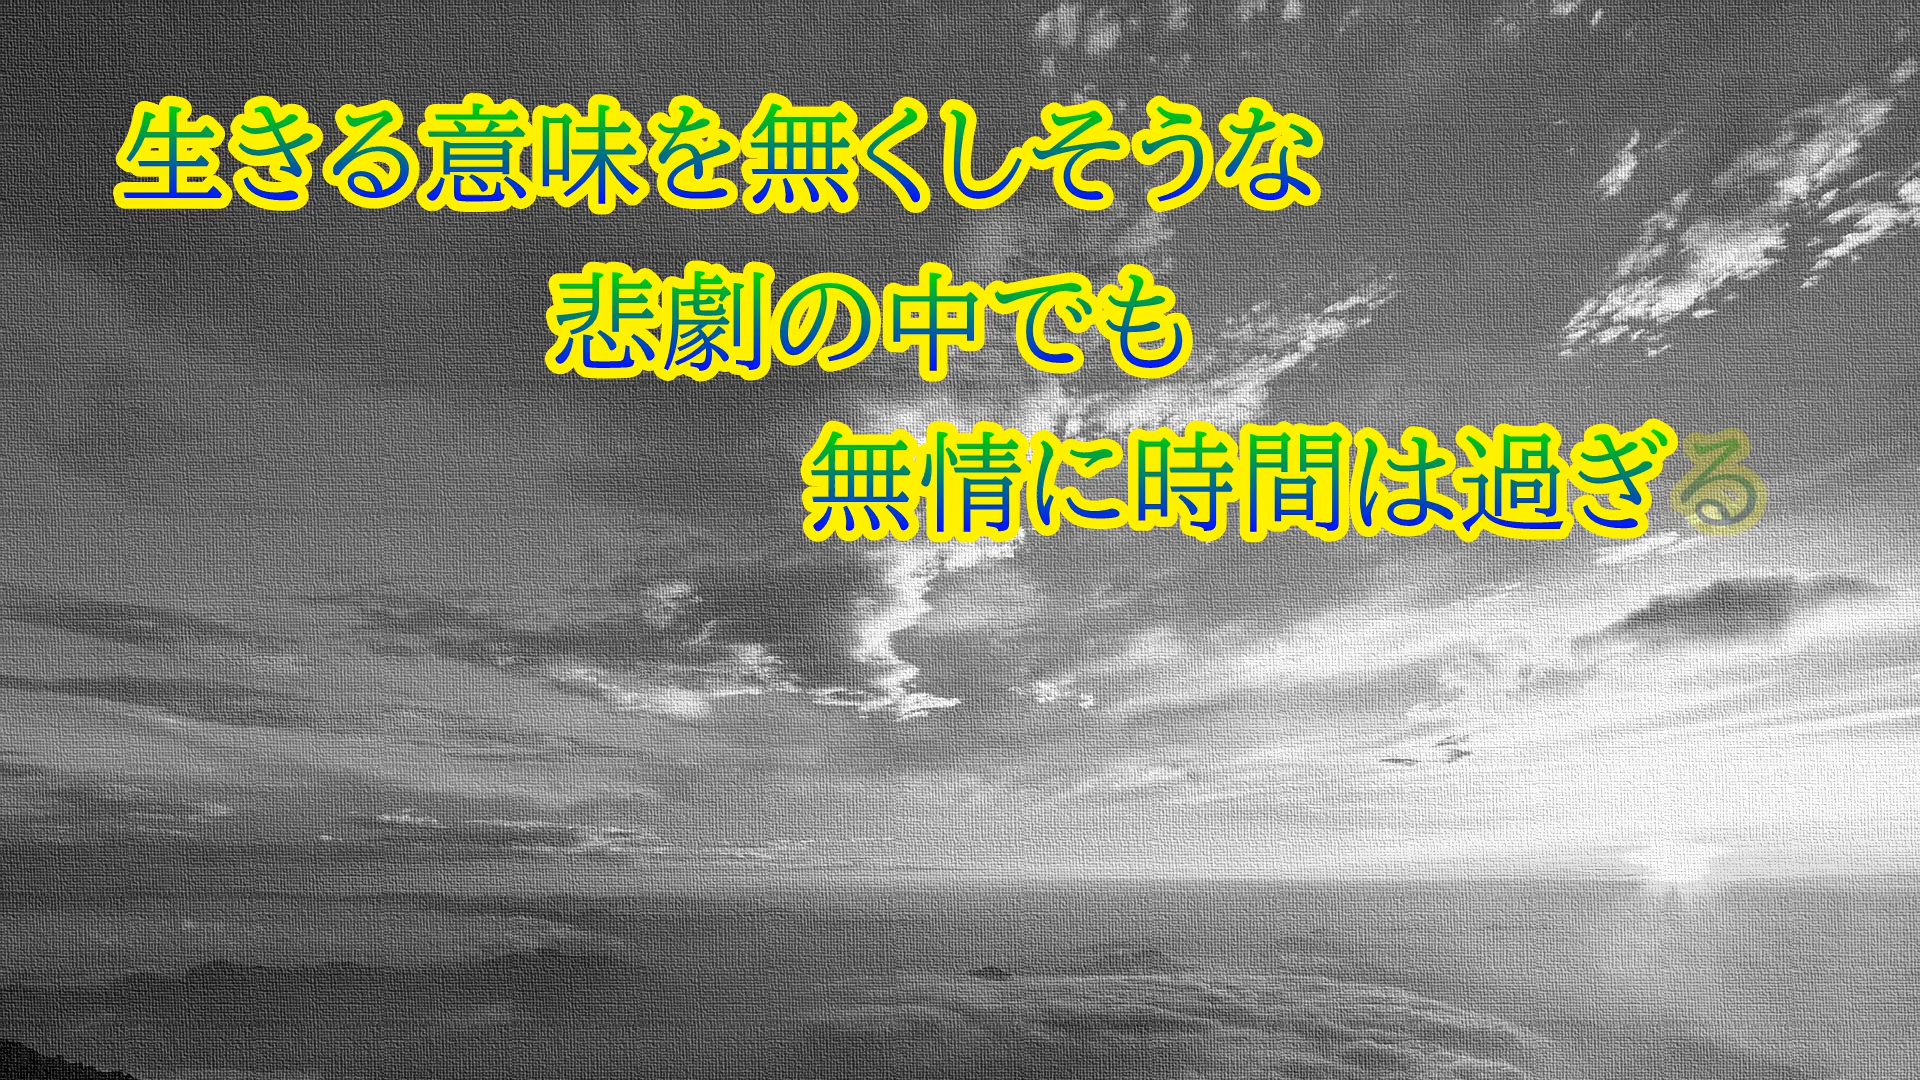 生きる意味を無くしそうな
悲劇の中でも
無情に時間は過ぎる